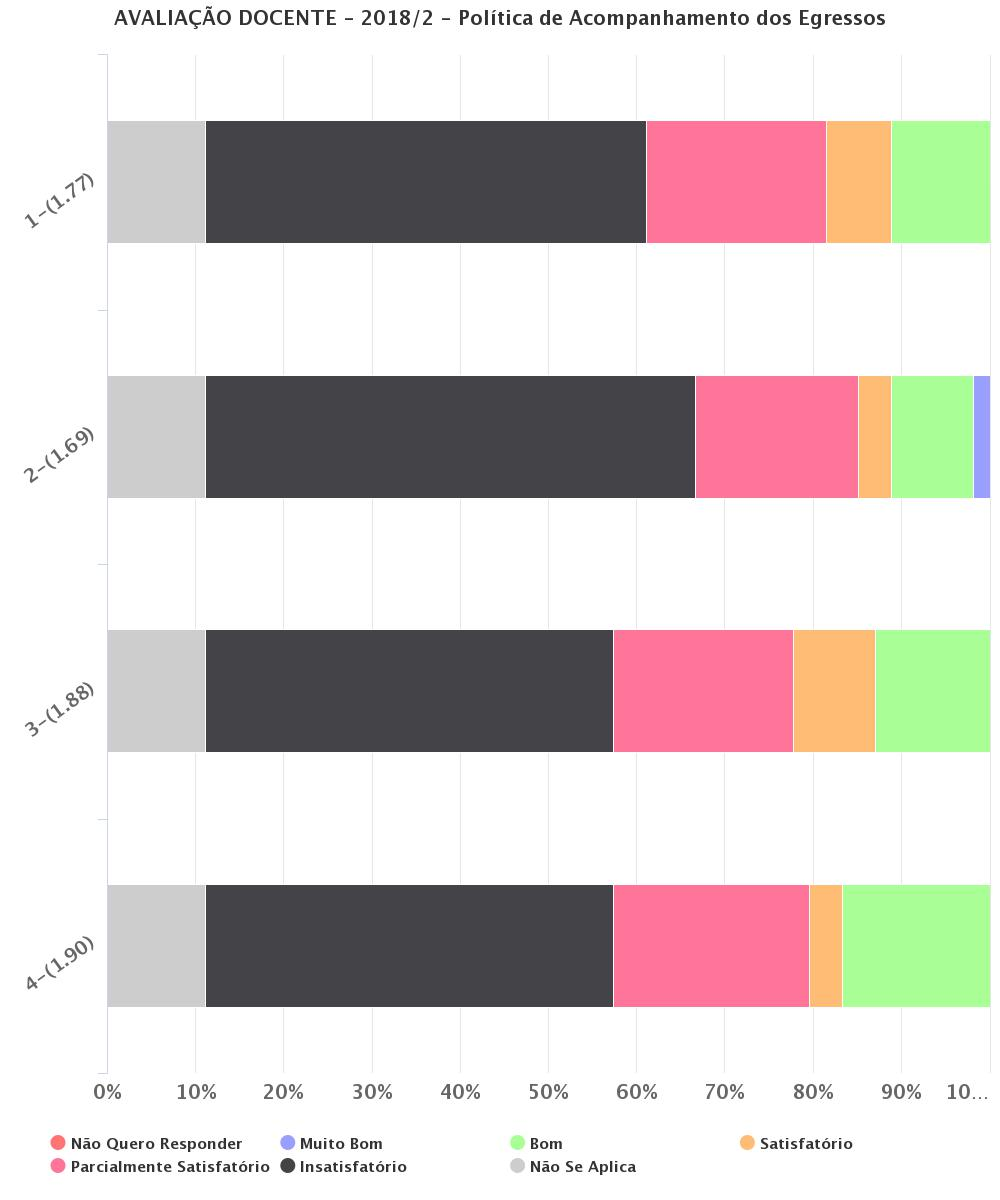 AVALIAÇÃO DOCENTE - 2018/2 - Política de Acompanhamento dos Egressos
1-(1.77)
2-(1.69)
3-(1.88)
4-(1.90)
0% 10% 20% 30% 40% 50% 60% 70% 80% 90% 10...
Não Quero Responder Muito Bom Bom Satisfatório
Parcialmente Satisfatório Insatisfatório Não Se Aplica